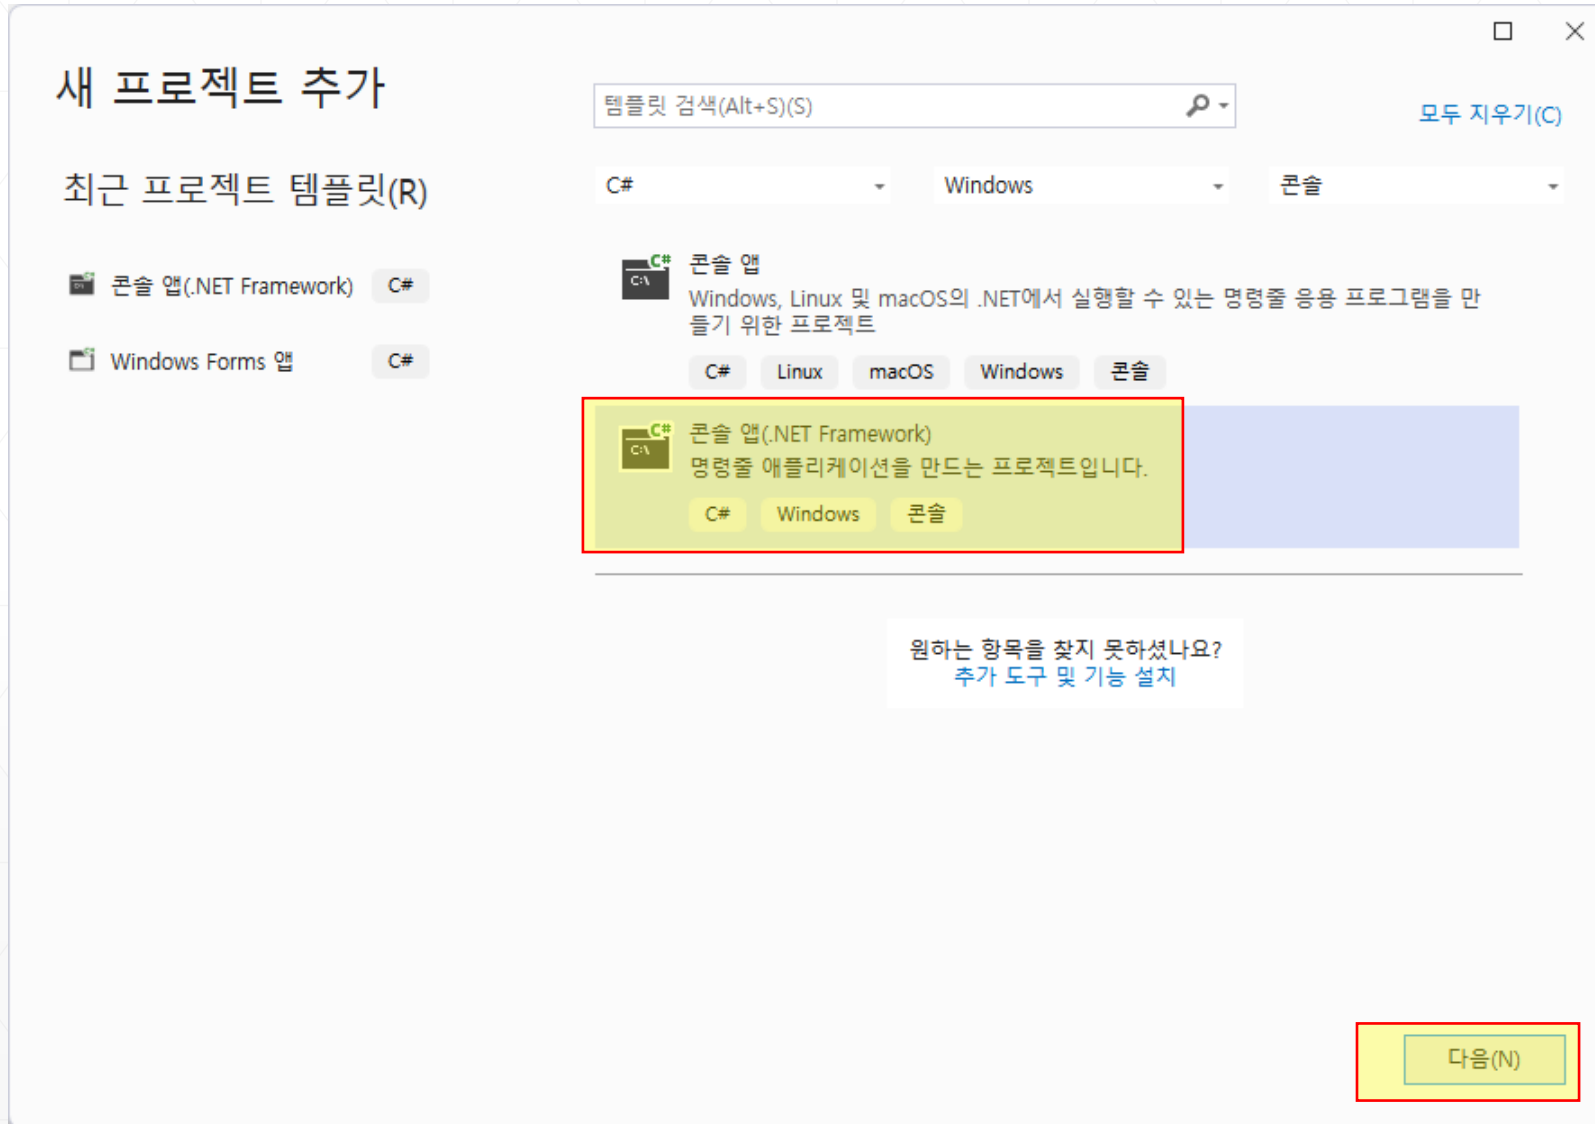 새 프로젝트 추가
템플릿 검색(Alt+S)(S)
모두 지우기(C)
최근 프로젝트 템플릿(R)
콘솔 앱(.NET Framework) C#
Windows Forms 앱 C#
C# Windows 콘솔
콘솔 앱
Windows, Linux 및 macOS의 .NET에서 실행할 수 있는 명령줄 응용 프로그램을 만
들기 위한 프로젝트
C# Linux macOS Windows 콘솔
콘솔 앱(.NET Framework)
명령줄 애플리케이션을 만드는 프로젝트입니다.
C# Windows 콘솔
원하는 항목을 찾지 못하셨나요?
추가 도구 및 기능 설치
다음(N)